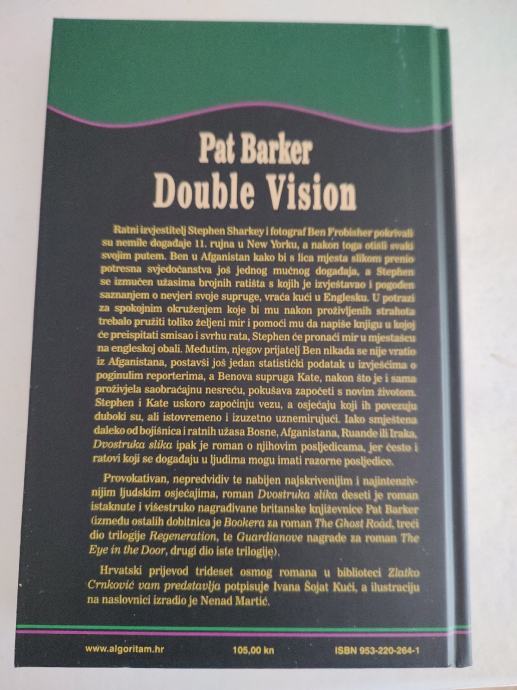 Pat Barker
Double Vision
Ratni izvjestitelj Stephen Sharkey i fotograf Ben Frobisher pokrivali
su nemile događaje 11. rujna u New Yorku, a nakon toga otišli svaki
svojim putem. Ben u Afganistan kako bi s lica mjesta slikom prenio
potresna svjedočanstva još jednog mučnog događaja, a Stephen
se izmučen užasima brojnih ratišta s kojih je izvještavao i pogođen
saznanjem o nevjeri svoje supruge, vraća kući u Englesku. U potrazi
za spokojnim okruženjem koje bi mu nakon proživljenih strahota
trebalo pružiti toliko željeni mir i pomoći mu da napiše knjigu u kojoj
će preispitati smisao i svrhu rata, Stephen će pronaći mir u mjestašcu
na engleskoj obali. Međutim, njegov prijatelj Ben nikada se nije vratio
iz Afganistana, postavši još jedan statistički podatak u izvješćima o
poginulim reporterima, a Benova supruga Kate, nakon što je i sama
proživjela saobraćajnu nesreću, pokušava započeti s novim životom.
Stephen i Kate uskoro započinju vezu, a osjećaji koji ih povezuju
duboki su, ali istovremeno i izuzetno uznemirujući. Iako smještena
daleko od bojišnica i ratnih užasa Bosne, Afganistana, Ruande ili Iraka,
Dvostruka slika ipak je roman o njihovim posljedicama, jer često i
ratovi koji se događaju u ljudima mogu imati razorne posljedice.
Provokativan, nepredvidiv te nabijen najskrivenijim i najintenziv-
nijim ljudskim osjećajima, roman Dvostruka slika deseti je roman
istaknute i višestruko nagrađivane britanske književnice Pat Barker
(između ostalih dobitnica je Bookera za roman The Ghost Road, treći
dio trilogije Regeneration, te Guardianove nagrade za roman The
Eye in the Door, drugi dio iste trilogije).
Hrvatski prijevod trideset osmog romana u biblioteci Zlatko
Crnković vam predstavlja potpisuje Ivana Šojat Kuči, a ilustraciju
na naslovnici izradio je Nenad Martić.
www.algoritam.hr
105,00 kn
ISBN 953-220-264-1